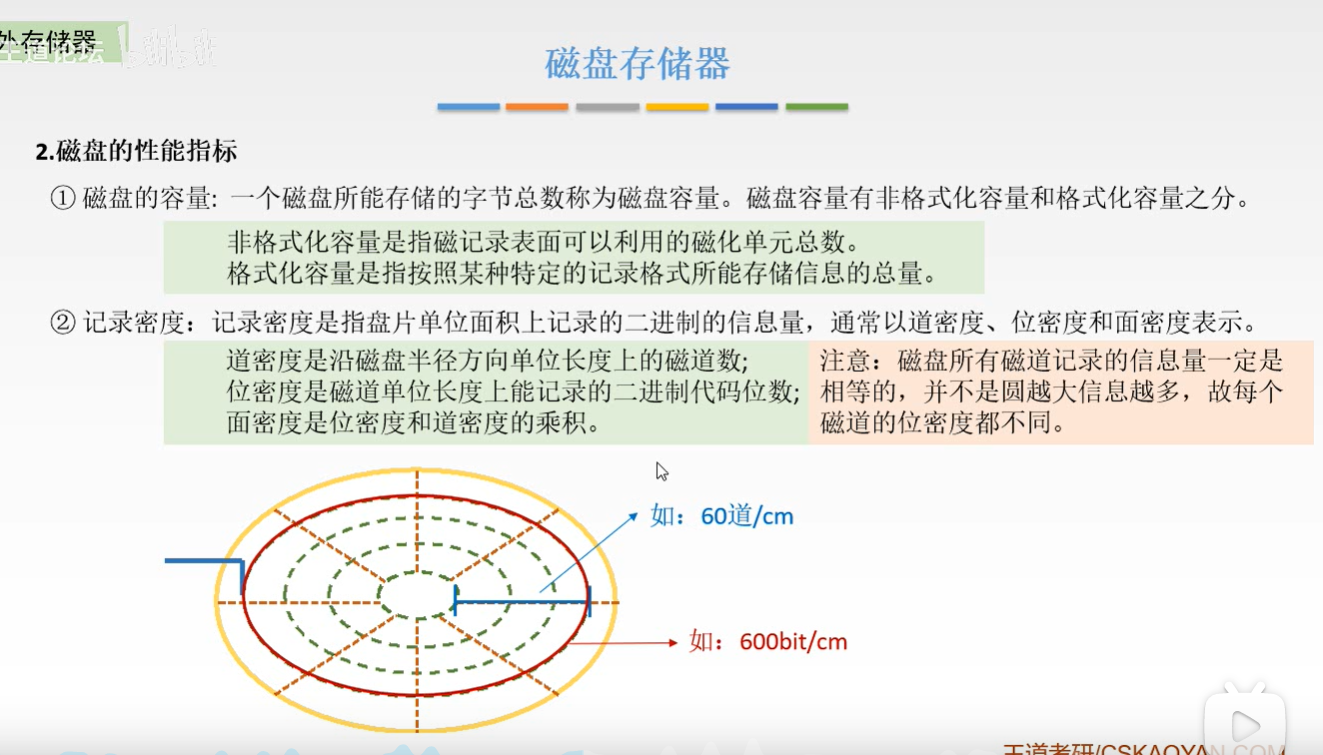 外存储器
王道论坛
bilibili
磁盘存储器
2.磁盘的性能指标
① 磁盘的容量: 一个磁盘所能存储的字节总数称为磁盘容量。磁盘容量有非格式化容量和格式化容量之分。
非格式化容量是指磁记录表面可以利用的磁化单元总数。
格式化容量是指按照某种特定的记录格式所能存储信息的总量。
② 记录密度：记录密度是指盘片单位面积上记录的二进制的信息量，通常以道密度、位密度和面密度表示。
道密度是沿磁盘半径方向单位长度上的磁道数;
位密度是磁道单位长度上能记录的二进制代码位数;
面密度是位密度和道密度的乘积。
注意：磁盘所有磁道记录的信息量一定是
相等的，并不是圆越大信息越多，故每个
磁道的位密度都不同。
如：60道/cm
如：600bit/cm
王道考研/CSKAOYAN.COM